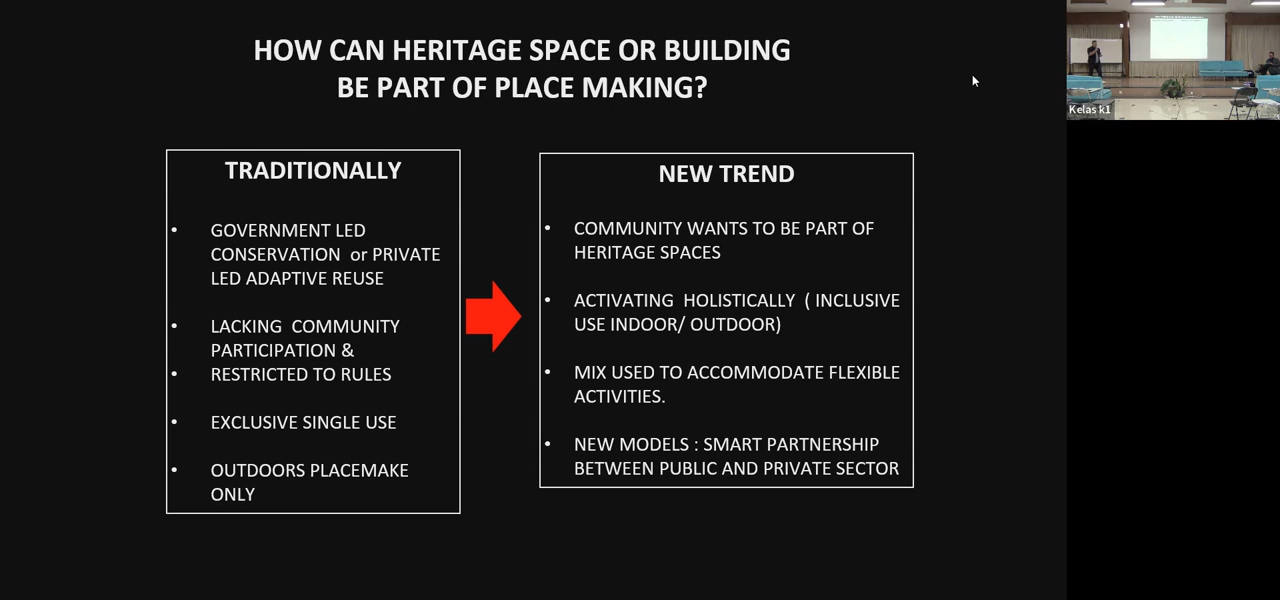 HOW CAN HERITAGE SPACE OR BUILDING
BE PART OF PLACE MAKING?
TRADITIONALLY
• GOVERNMENT LED
CONSERVATION or PRIVATE
LED ADAPTIVE REUSE
• LACKING COMMUNITY
PARTICIPATION &
• RESTRICTED TO RULES
• EXCLUSIVE SINGLE USE
• OUTDOORS PLACEMAKE
ONLY
NEW TREND
• COMMUNITY WANTS TO BE PART OF
HERITAGE SPACES
• ACTIVATING HOLISTICALLY ( INCLUSIVE
USE INDOOR/ OUTDOOR)
• MIX USED TO ACCOMMODATE FLEXIBLE
ACTIVITIES.
• NEW MODELS : SMART PARTNERSHIP
BETWEEN PUBLIC AND PRIVATE SECTOR
Kelas k1